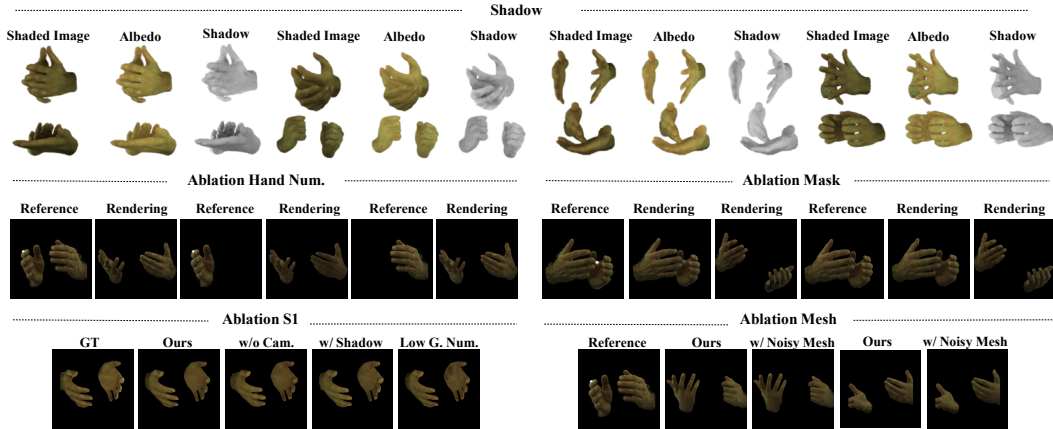 Shadow
Shaded Image Albedo Shadow Shaded Image Albedo Shadow Shaded Image Albedo Shadow Shaded Image Albedo Shadow
Ablation Hand Num. Ablation Mask
Reference Rendering Reference Rendering Reference Rendering Reference Rendering Rendering Reference Rendering Rendering
Ablation S1 Ablation Mesh
GT Ours w/o Cam. w/ Shadow Low G. Num. Reference Ours w/ Noisy Mesh Ours w/ Noisy Mesh